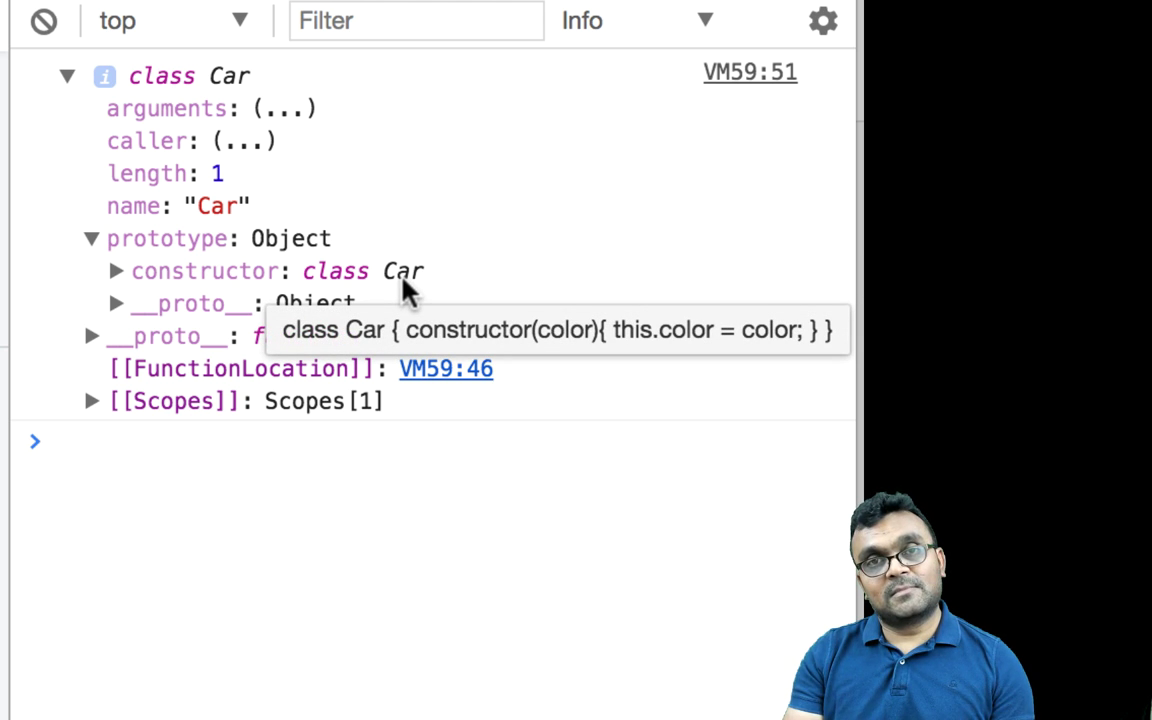 top Filter Info
class Car VM59:51
arguments: (...)
caller: (...)
length: 1
name: "Car"
prototype: Object
constructor: class Car
__proto__: Object
class Car { constructor(color){ this.color = color; } }
__proto__: f
[[FunctionLocation]]: VM59:46
[[Scopes]]: Scopes[1]